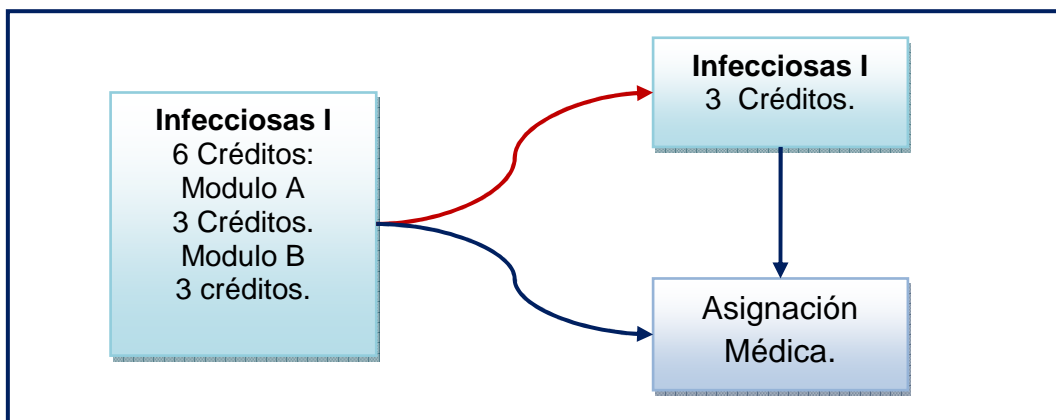 Infecciosas I
6 Créditos:
Modulo A
3 Créditos.
Modulo B
3 créditos.
Infecciosas I
3 Créditos.
Asignación
Médica.